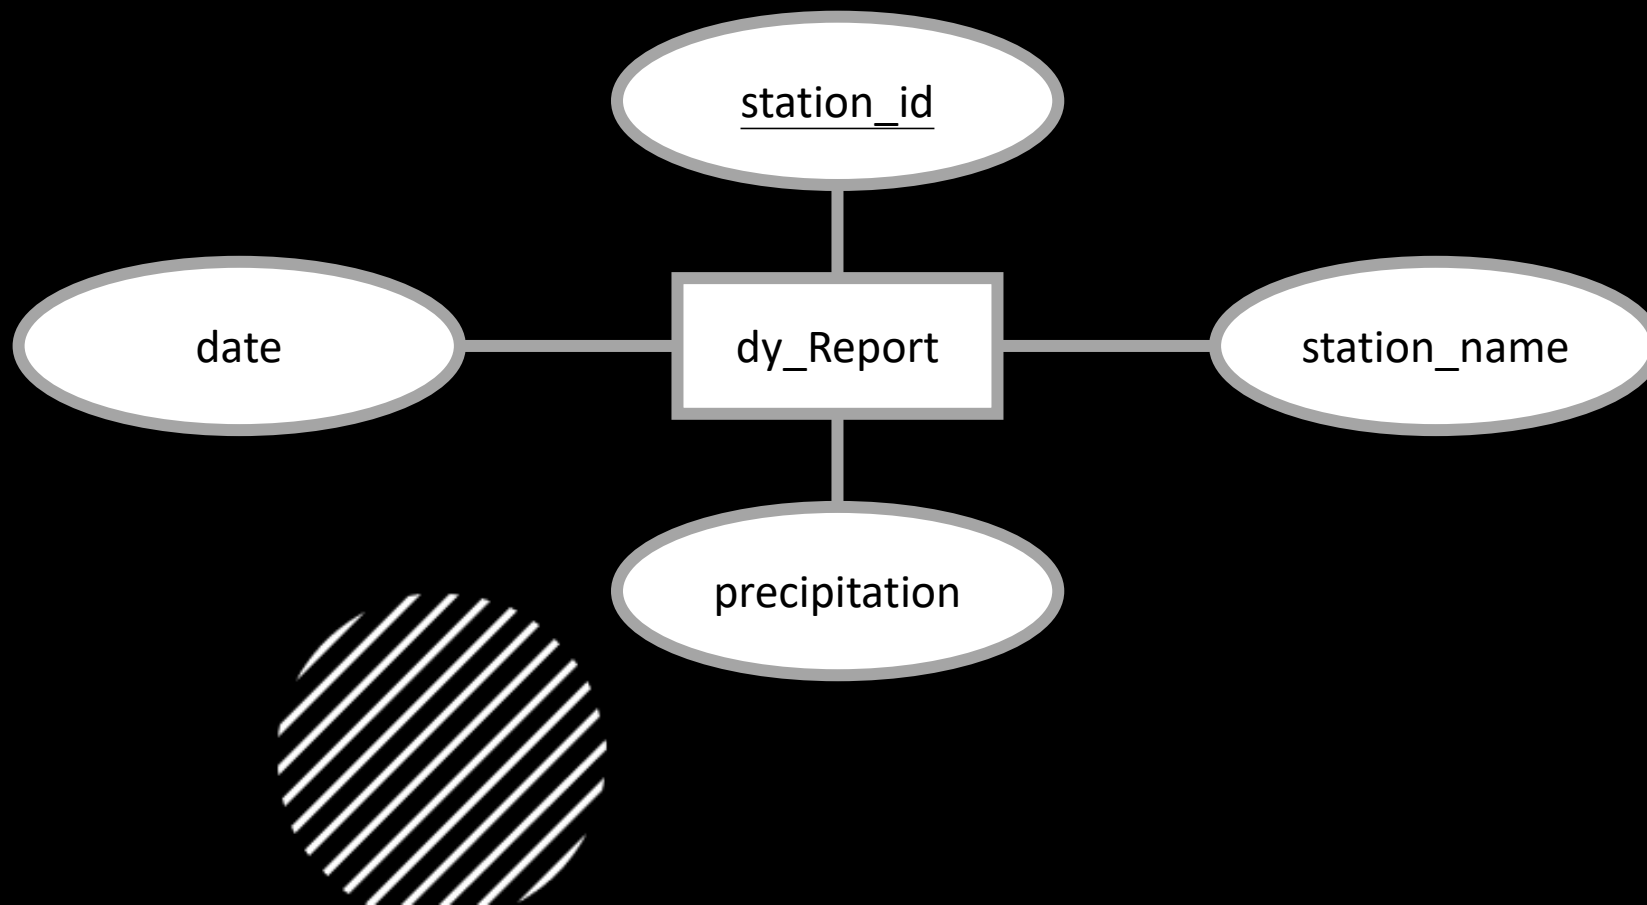 station_id
date
dy_Report
station_name
precipitation